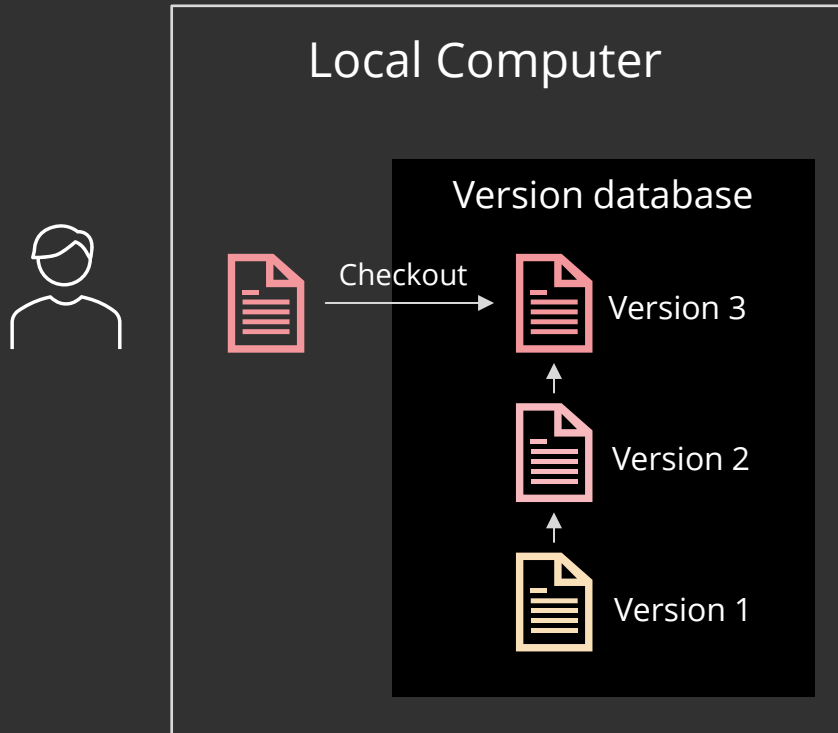 Local Computer
Version database
Checkout
Version 3
Version 2
Version 1